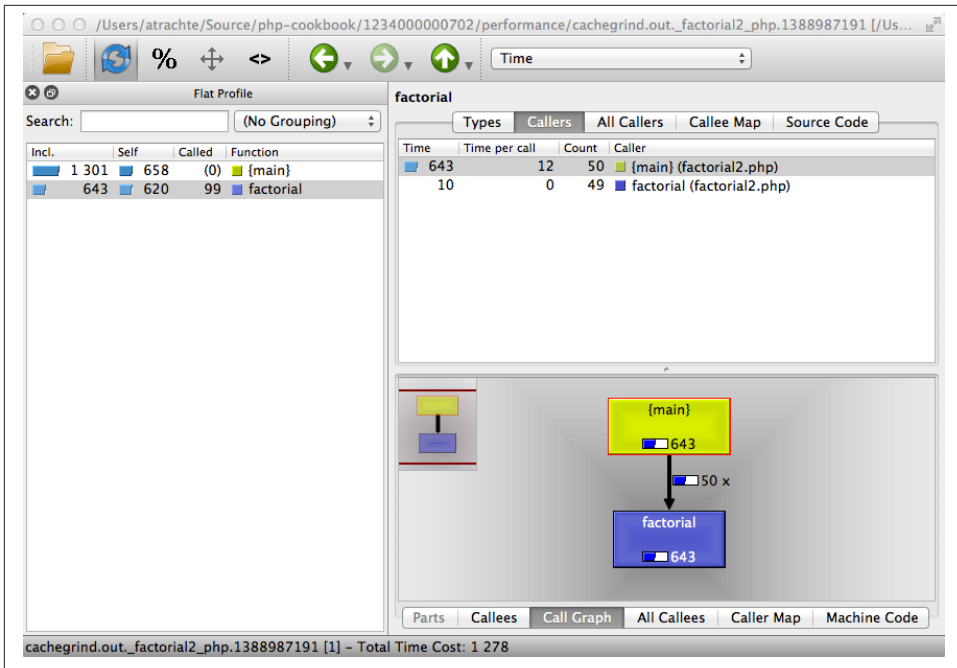 /Users/atrachte/Source/php-cookbook/1234000000702/performance/cachegrind.out._factorial2_php.1388987191 [/Us...
% <> Time
Flat Profile
Search: (No Grouping)
Incl. Self Called Function
1 301 658 (0) {main}
643 620 99 factorial
factorial
Types Callers All Callers Callee Map Source Code
Time Time per call Count Caller
643 12 50 {main} (factorial2.php)
10 0 49 factorial (factorial2.php)
{main}
643
50 x
factorial
643
Parts Callees Call Graph All Callees Caller Map Machine Code
cachegrind.out._factorial2_php.1388987191 [1] - Total Time Cost: 1 278